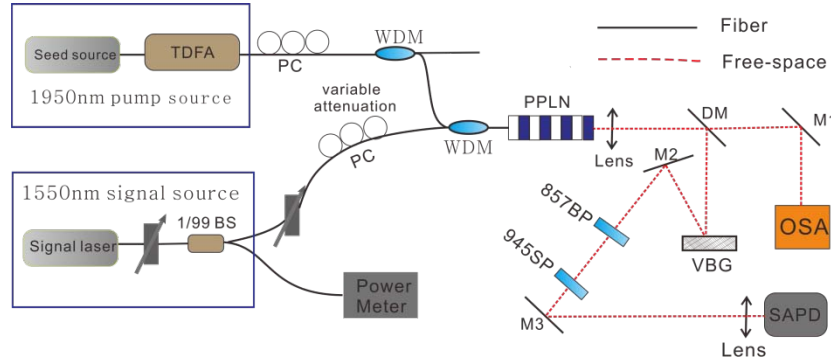 Seed source
TDFA
1950nm pump source
PC
WDM
Fiber
Free-space
variable
attenuation
PC
WDM
PPLN
Lens
DM
M1
M2
857BP
945SP
VBG
OSA
1550nm signal source
Signal laser
1/99 BS
Power
Meter
M3
Lens
SAPD